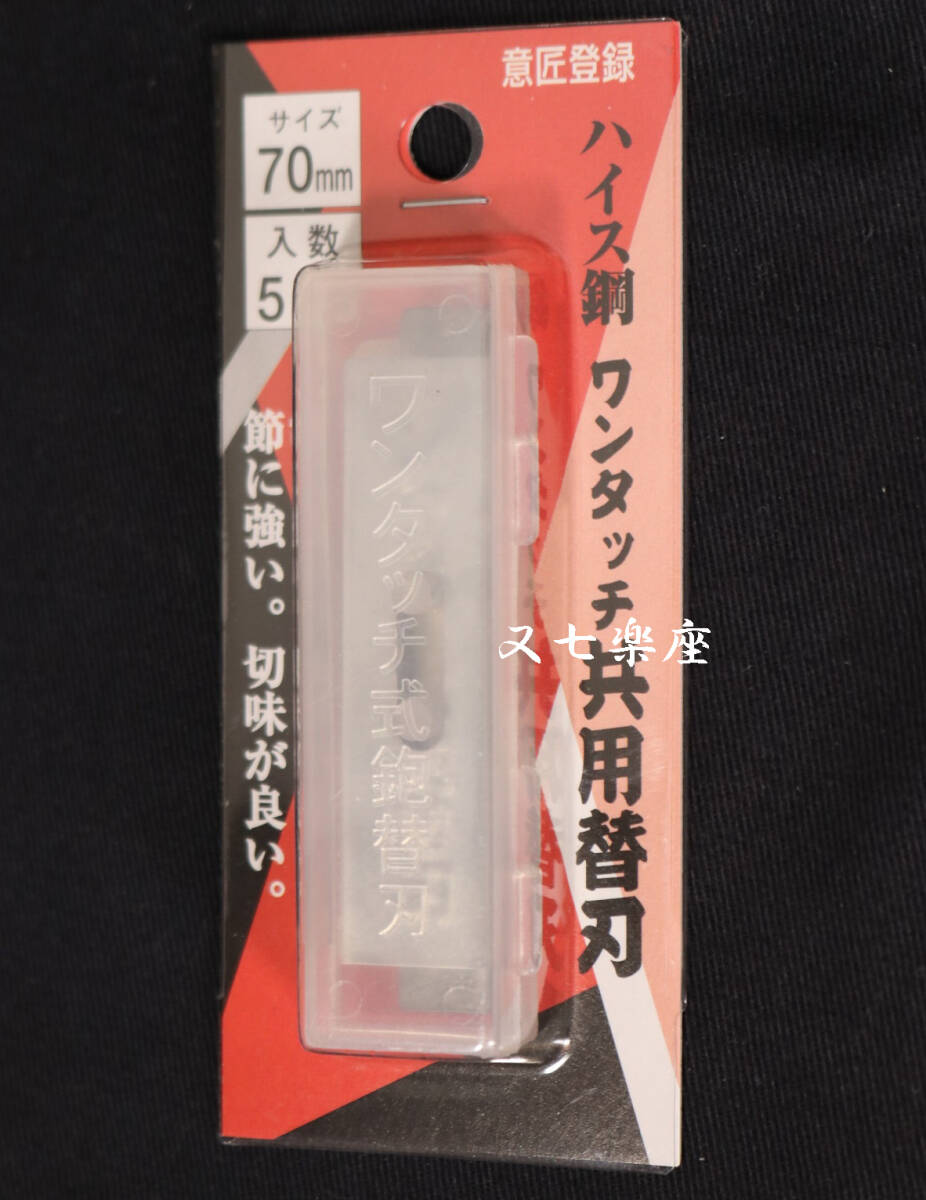 意匠登録
サイズ
70mm
入数
5
ハイス鋼 ワンタッチ共用替刃
ワンタッチ式鉋替刃
節に強い。切味が良い。
又七楽座